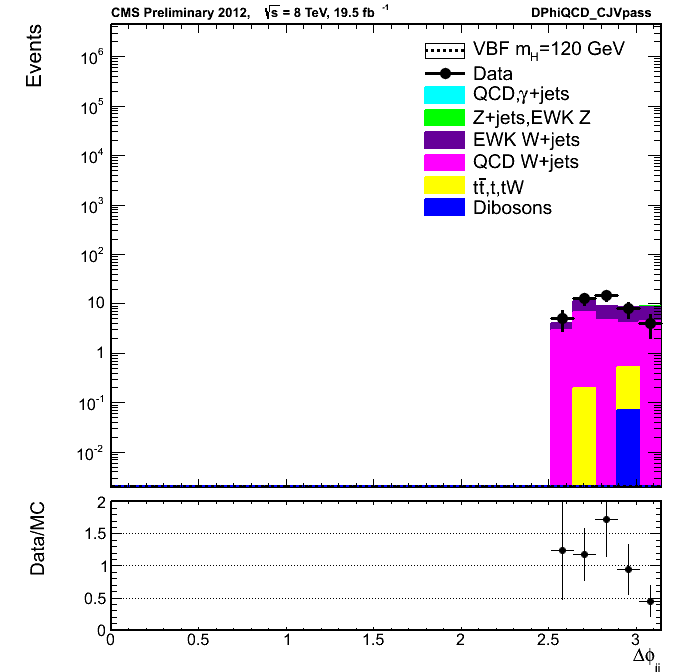 CMS Preliminary 2012, √s = 8 TeV, 19.5 fb⁻¹ DPhiQCD_CJVpass
Events
10⁶
10⁵
10⁴
10³
10²
10
1
10⁻¹
10⁻²
VBF m_H=120 GeV
Data
QCD,γ+jets
Z+jets,EWK Z
EWK W+jets
QCD W+jets
tt̄,t,tW
Dibosons
Data/MC
2
1.5
1
0.5
0
0 0.5 1 1.5 2 2.5 3
Δϕ_jj